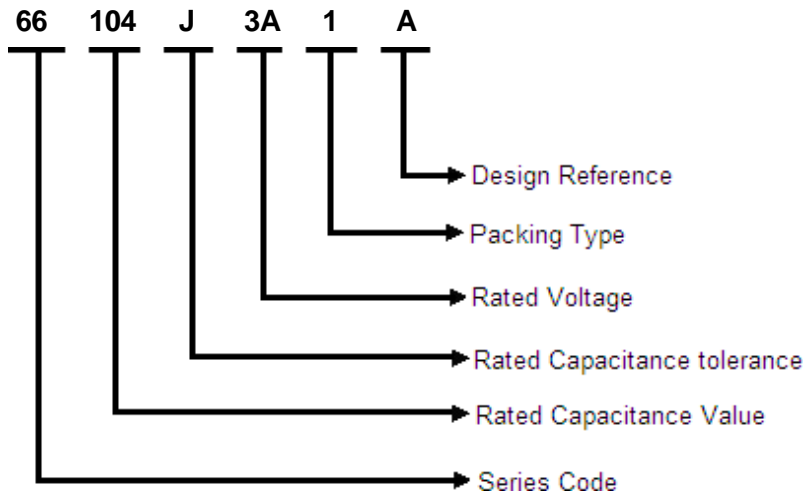 66 104 J 3A 1 A
Design Reference
Packing Type
Rated Voltage
Rated Capacitance tolerance
Rated Capacitance Value
Series Code